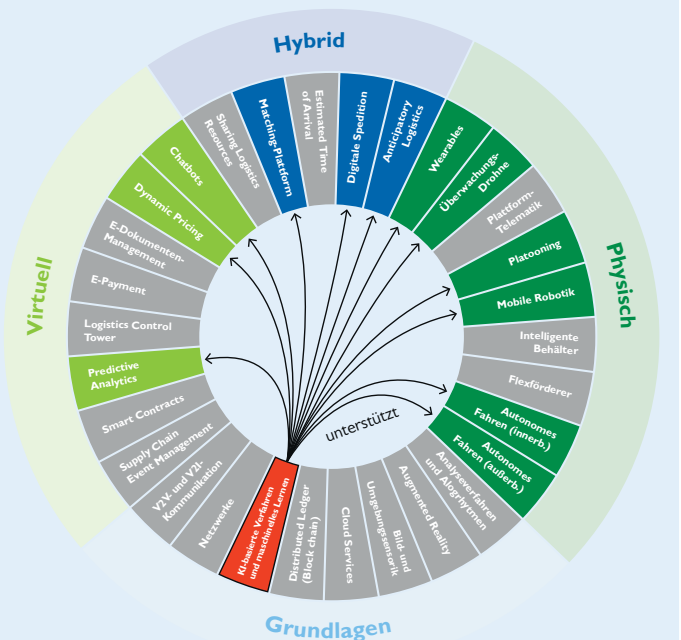 Hybrid
Sharing Logistics
Resources
Matching-Plattform
Estimated Time
of Arrival
Digitale Spedition
Anticipatory
Logistics
Physisch
Wearables
Überwachungs-
Drohne
Plattform-
Telematik
Platooning
Mobile Robotik
Intelligente
Behälter
Flexförderer
Autonomes
Fahren (innerb.)
Autonomes
Fahren (außerb.)
Grundlagen
Analyseverfahren
und Alogrhytmen
Augmented Reality
Bild- und
Umgebungssensorik
Cloud Services
Distributed Ledger
(Block chain)
KI-basierte Verfahren
und maschinelles Lernen
Netzwerke
V2V- und V2I-
Kommunikation
Virtuell
Supply Chain
Event Management
Smart Contracts
Predictive
Analytics
Logistics Control
Tower
E-Payment
E-Dokumenten-
Management
Dynamic Pricing
Chatbots
unterstützt